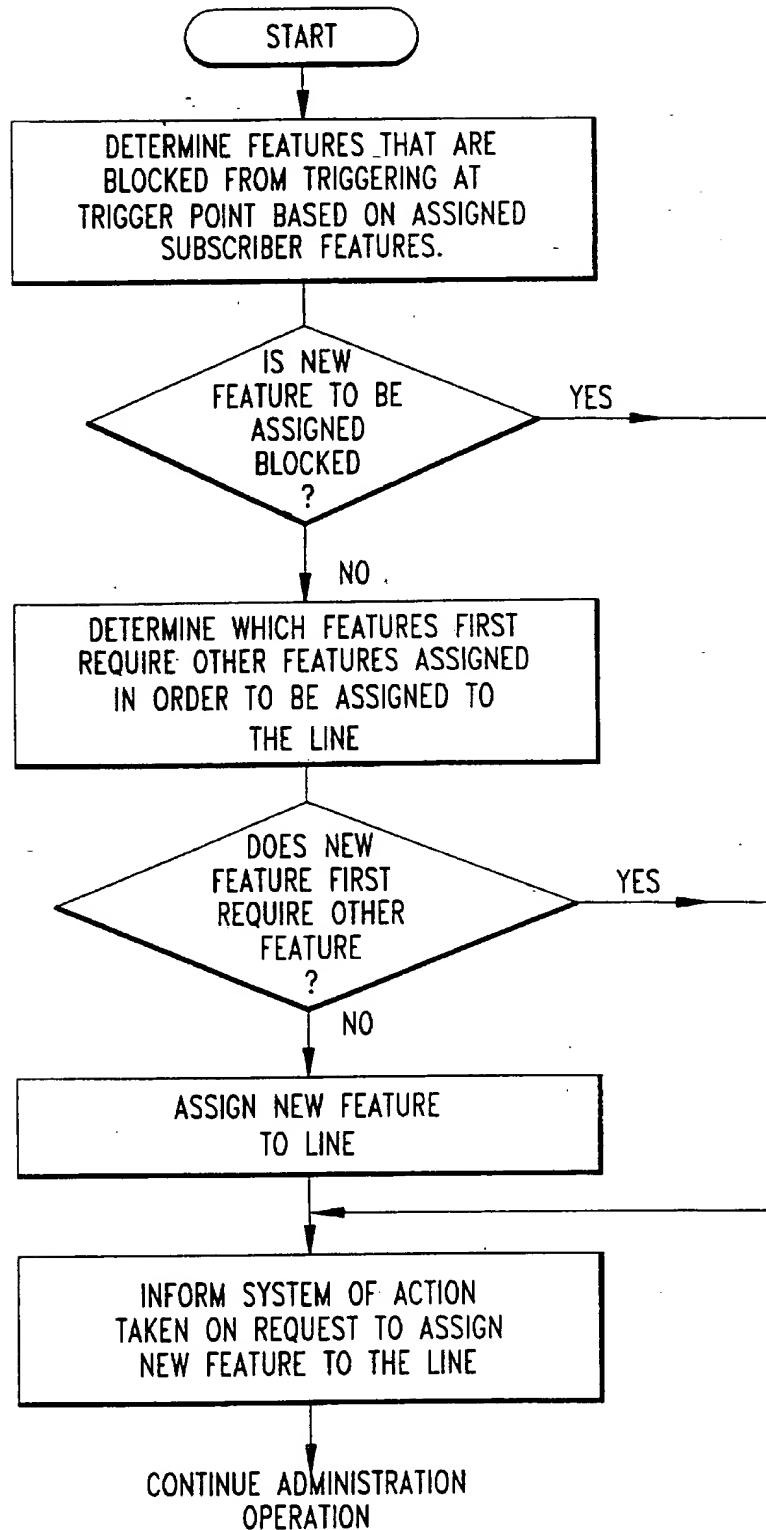 START
DETERMINE FEATURES THAT ARE
BLOCKED FROM TRIGGERING AT
TRIGGER POINT BASED ON ASSIGNED
SUBSCRIBER FEATURES.
IS NEW
FEATURE TO BE
ASSIGNED
BLOCKED
?
YES
NO
DETERMINE WHICH FEATURES FIRST
REQUIRE OTHER FEATURES ASSIGNED
IN ORDER TO BE ASSIGNED TO
THE LINE
DOES NEW
FEATURE FIRST
REQUIRE OTHER
FEATURE
?
YES
NO
ASSIGN NEW FEATURE
TO LINE
INFORM SYSTEM OF ACTION
TAKEN ON REQUEST TO ASSIGN
NEW FEATURE TO THE LINE
CONTINUE ADMINISTRATION
OPERATION